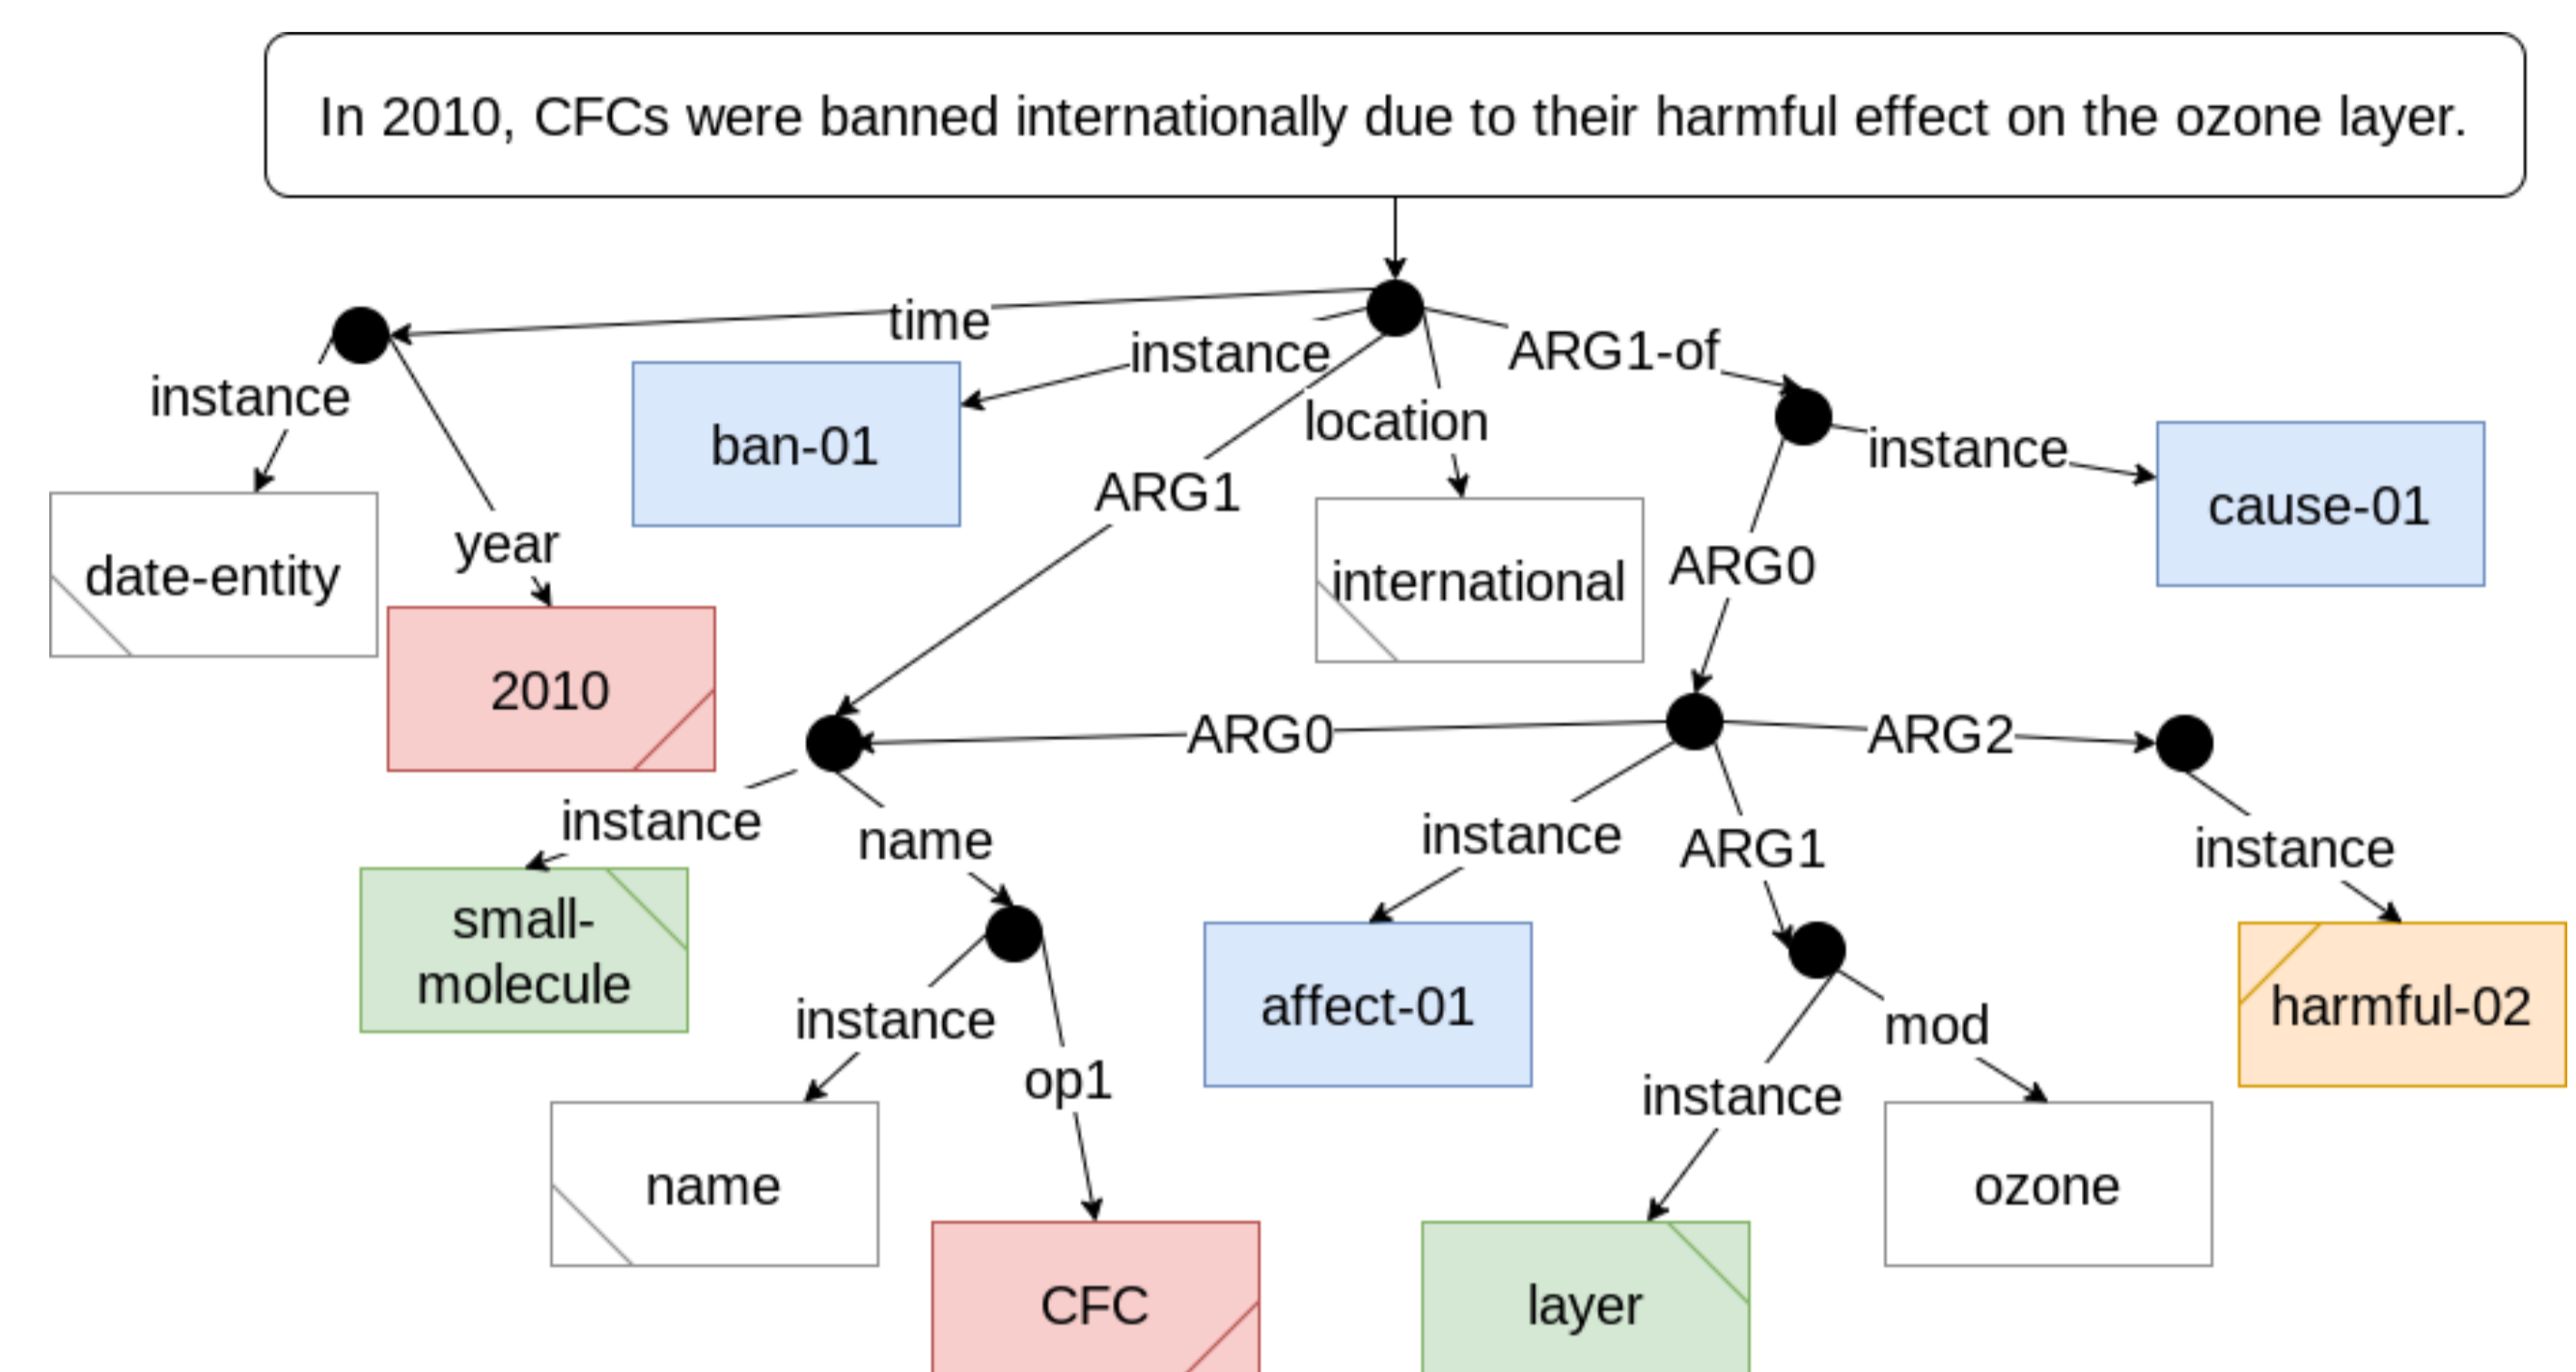 In 2010, CFCs were banned internationally due to their harmful effect on the ozone layer.
time
instance
ARG1-of
instance
location
ban-01
instance
ARG1
cause-01
year
ARG0
date-entity
international
2010
ARG0
ARG2
instance
name
instance
ARG1
instance
small-
molecule
instance
affect-01
harmful-02
mod
op1
instance
name
ozone
CFC
layer